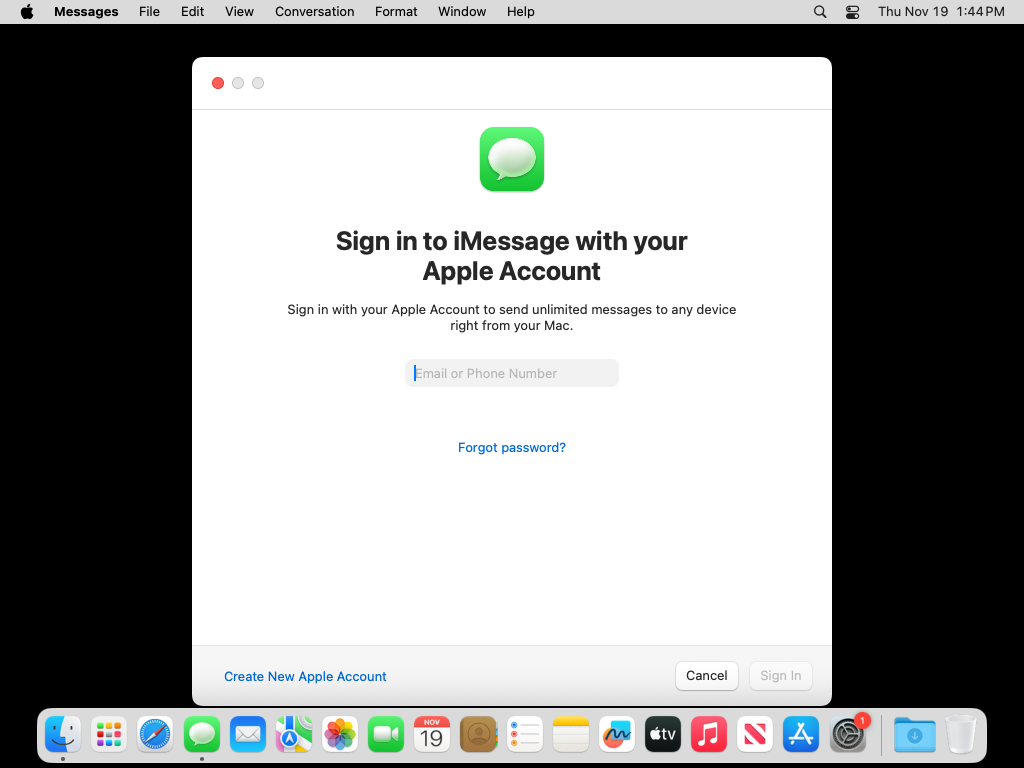 Messages File Edit View Conversation Format Window Help Thu Nov 19 1:44 PM
Sign in to iMessage with your
Apple Account
Sign in with your Apple Account to send unlimited messages to any device
right from your Mac.
Email or Phone Number
Forgot password?
Create New Apple Account Cancel Sign In
NOV
19
tv
1